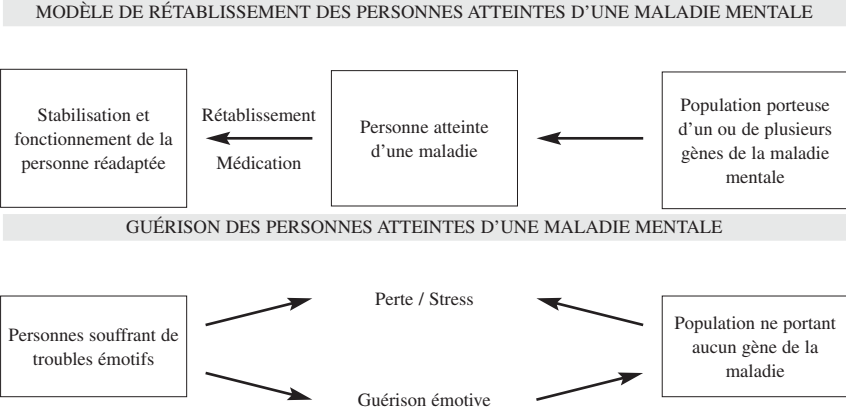 MODÈLE DE RÉTABLISSEMENT DES PERSONNES ATTEINTES D’UNE MALADIE MENTALE
Stabilisation et
fonctionnement de la
personne réadaptée
Rétablissement
Médication
Personne atteinte
d’une maladie
Population porteuse
d’un ou de plusieurs
gènes de la maladie
mentale
GUÉRISON DES PERSONNES ATTEINTES D’UNE MALADIE MENTALE
Personnes souffrant de
troubles émotifs
Perte / Stress
Guérison émotive
Population ne portant
aucun gène de la
maladie